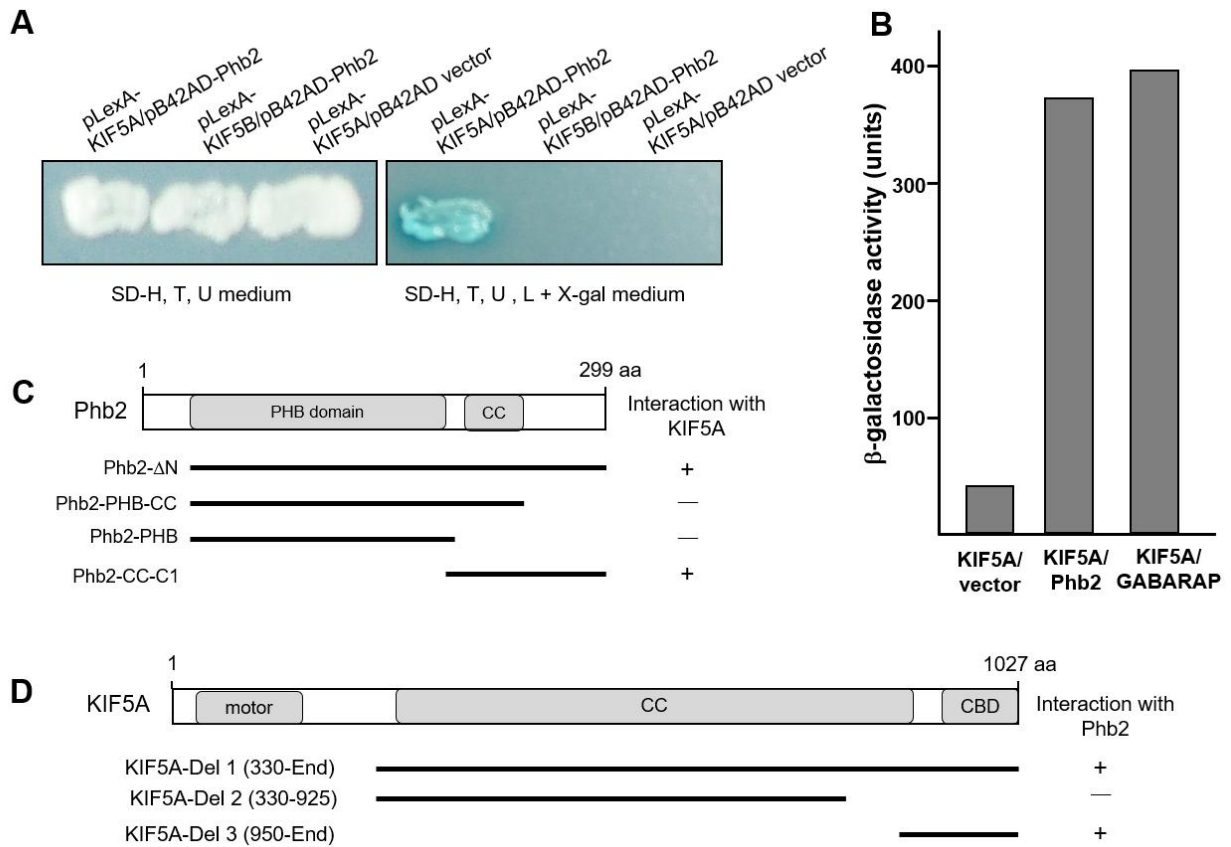 A
pLexA-
KIF5A/pB42AD-Phb2
pLexA-
KIF5B/pB42AD-Phb2
pLexA-
KIF5A/pB42AD vector
pLexA-
KIF5A/pB42AD-Phb2
pLexA-
KIF5B/pB42AD-Phb2
pLexA-
KIF5A/pB42AD vector
SD-H, T, U medium
SD-H, T, U , L + X-gal medium
B
β-galactosidase activity (units)
400
300
200
100
KIF5A/
vector
KIF5A/
Phb2
KIF5A/
GABARAP
C
1
299 aa
Phb2
PHB domain
CC
Interaction with
KIF5A
Phb2-ΔN
+
Phb2-PHB-CC
—
Phb2-PHB
—
Phb2-CC-C1
+
D
1
1027 aa
KIF5A
motor
CC
CBD
Interaction with
Phb2
KIF5A-Del 1 (330-End)
+
KIF5A-Del 2 (330-925)
—
KIF5A-Del 3 (950-End)
+